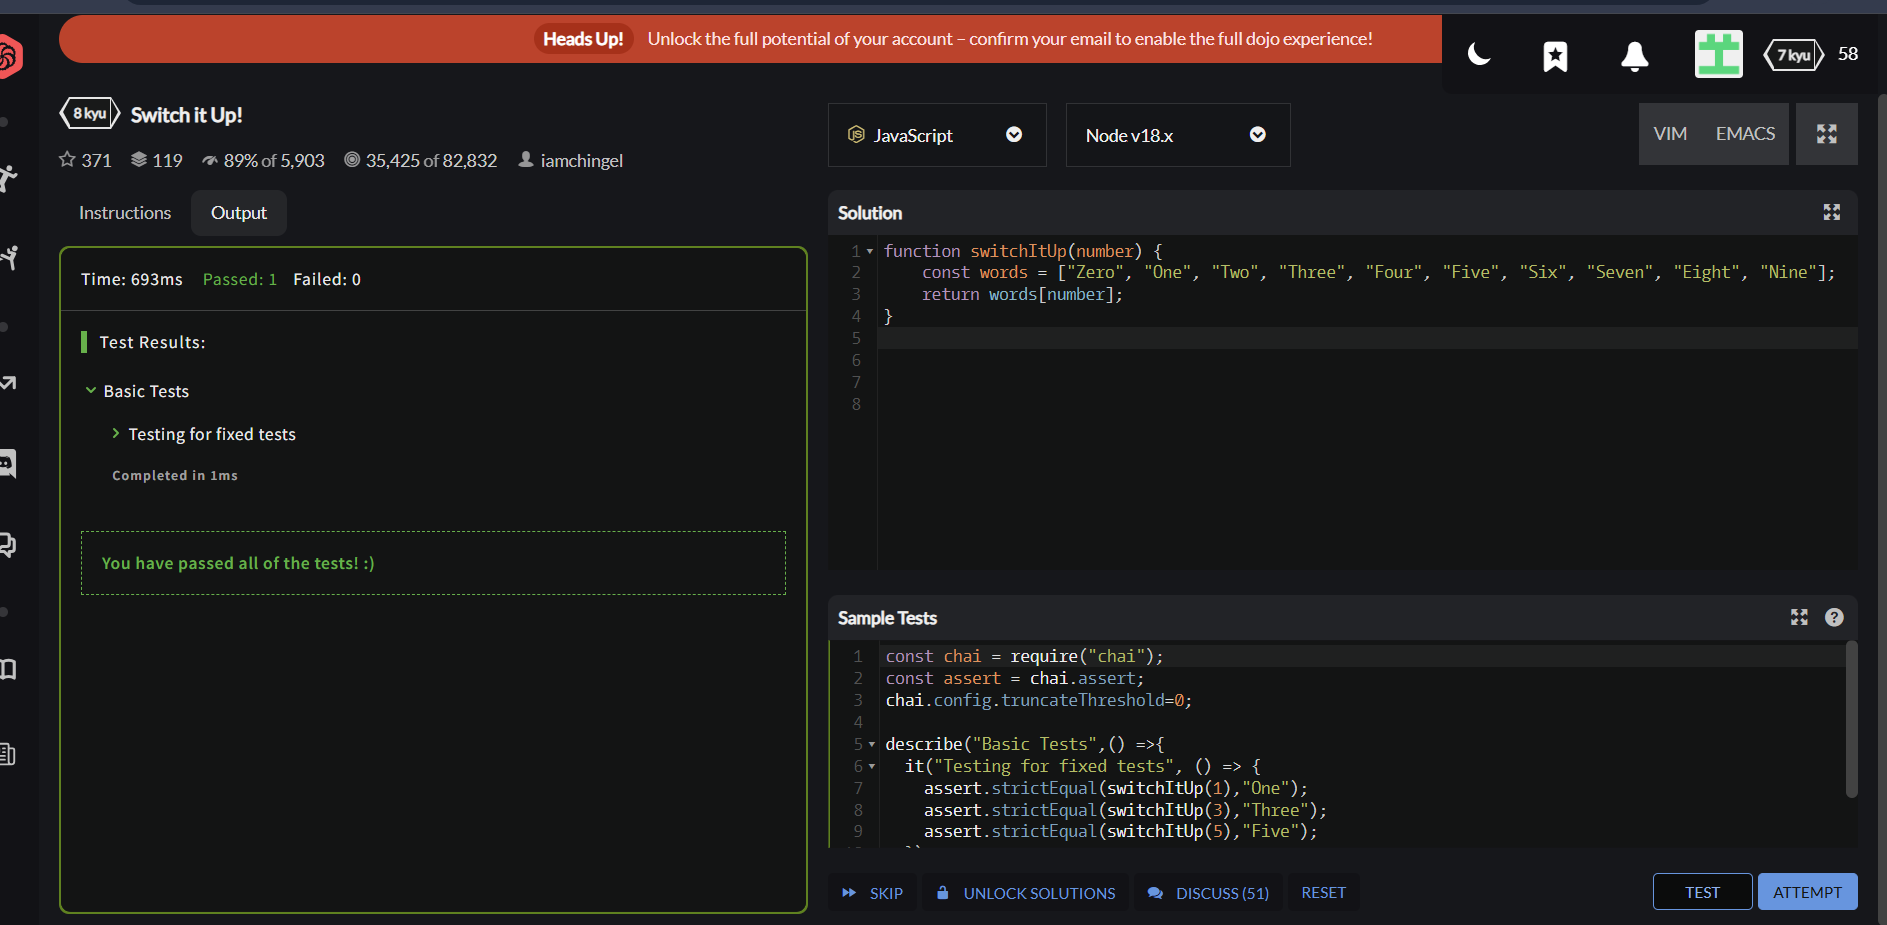 Heads Up! Unlock the full potential of your account – confirm your email to enable the full dojo experience!
7 kyu 58
8 kyu Switch it Up!
371 119 89% of 5,903 35,425 of 82,832 iamchingel
Instructions Output
Time: 693ms Passed: 1 Failed: 0
Test Results:
Basic Tests
Testing for fixed tests
Completed in 1ms
You have passed all of the tests! :)
JavaScript Node v18.x VIM EMACS
Solution
1 function switchItUp(number) {
2 const words = ["Zero", "One", "Two", "Three", "Four", "Five", "Six", "Seven", "Eight", "Nine"];
3 return words[number];
4 }
5
6
7
8
Sample Tests
1 const chai = require("chai");
2 const assert = chai.assert;
3 chai.config.truncateThreshold=0;
4
5 describe("Basic Tests",() =>{
6 it("Testing for fixed tests", () => {
7 assert.strictEqual(switchItUp(1),"One");
8 assert.strictEqual(switchItUp(3),"Three");
9 assert.strictEqual(switchItUp(5),"Five");
SKIP UNLOCK SOLUTIONS DISCUSS (51) RESET TEST ATTEMPT